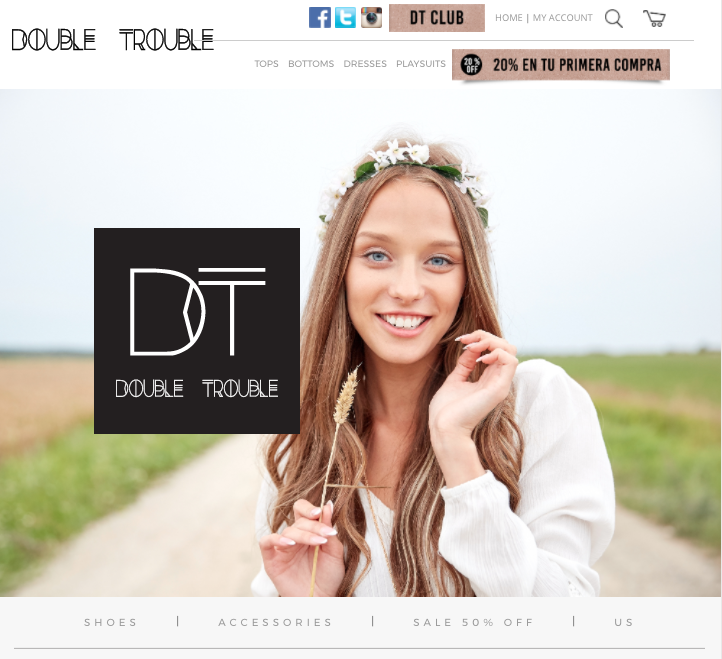 DOUBLE TROUBLE
DT CLUB
HOME | MY ACCOUNT
TOPS BOTTOMS DRESSES PLAYSUITS
20 % OFF
20% EN TU PRIMERA COMPRA
DT
DOUBLE TROUBLE
SHOES | ACCESSORIES | SALE 50% OFF | US